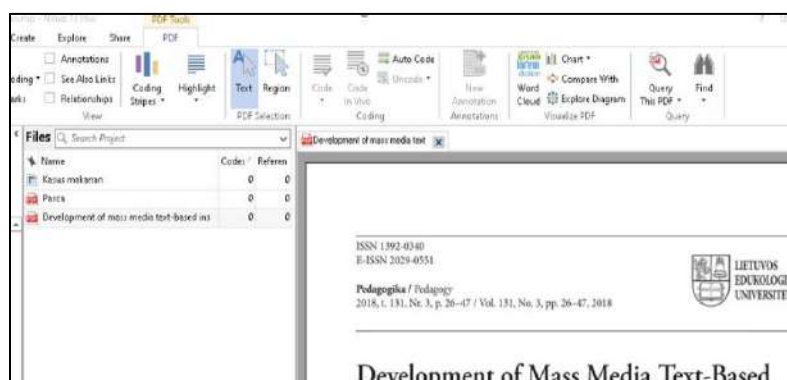 PDF Tools
Create Explore Share PDF
Annotations
See Also Links
Relationships
View
Coding Stripes
Highlight
Text Region
PDF Selection
Code
Code In Vivo
Auto Code
Uncode
Coding
New Annotation
Annotations
Word Cloud
Chart
Compare With
Explore Diagram
Visualize PDF
Query This PDF
Find
Query
Files Search Project
Name Codes Referen
Kasus makanan 0 0
Pasca 0 0
Development of mass media text-based ins 0 0
Development of mass media text
ISSN 1392-0340
E-ISSN 2029-0551
Pedagogika / Pedagogy
2018, t. 131, Nr. 3, p. 26–47 / Vol. 131, No. 3, pp. 26–47, 2018
LIETUVOS
EDUKOLOGI
UNIVERSITE
Development of Mass Media Text-Based